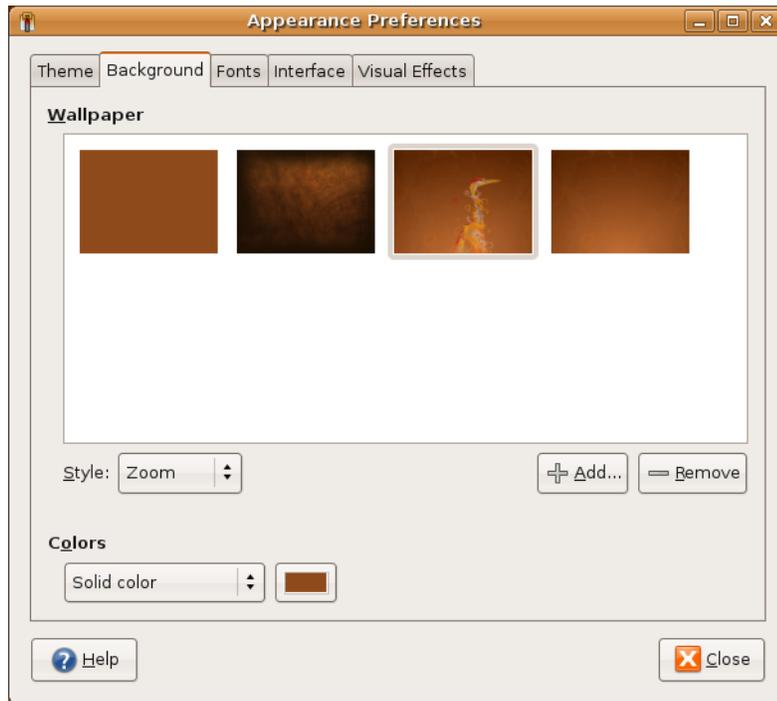 Appearance Preferences
Theme Background Fonts Interface Visual Effects
Wallpaper
Style: Zoom Add... Remove
Colors
Solid color
Help Close